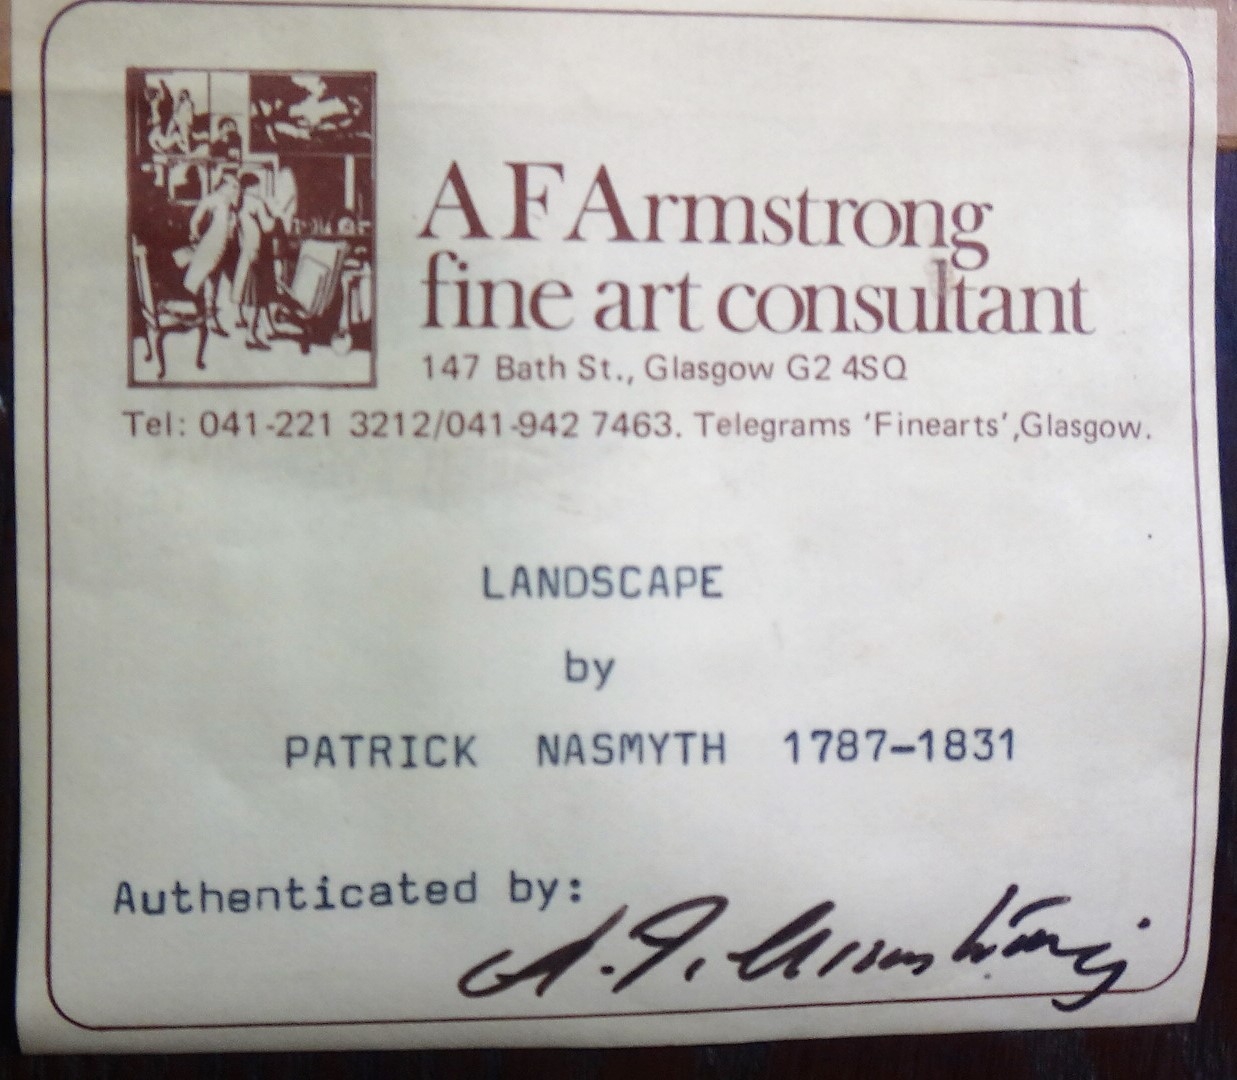 A F Armstrong
fine art consultant
147 Bath St., Glasgow G2 4SQ
Tel: 041-221 3212/041-942 7463. Telegrams 'Finearts',Glasgow.
LANDSCAPE
by
PATRICK NASMYTH 1787-1831
Authenticated by:
A. F. Armstrong